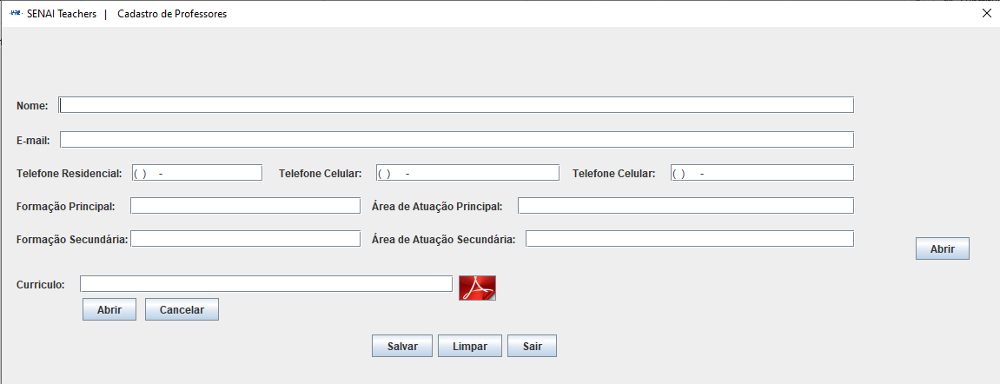 SENAI Teachers | Cadastro de Professores
Nome:
E-mail:
Telefone Residencial: ( ) - Telefone Celular: ( ) - Telefone Celular: ( ) -
Formação Principal: Área de Atuação Principal:
Formação Secundária: Área de Atuação Secundária:
Abrir
Curriculo:
Abrir Cancelar
Salvar Limpar Sair